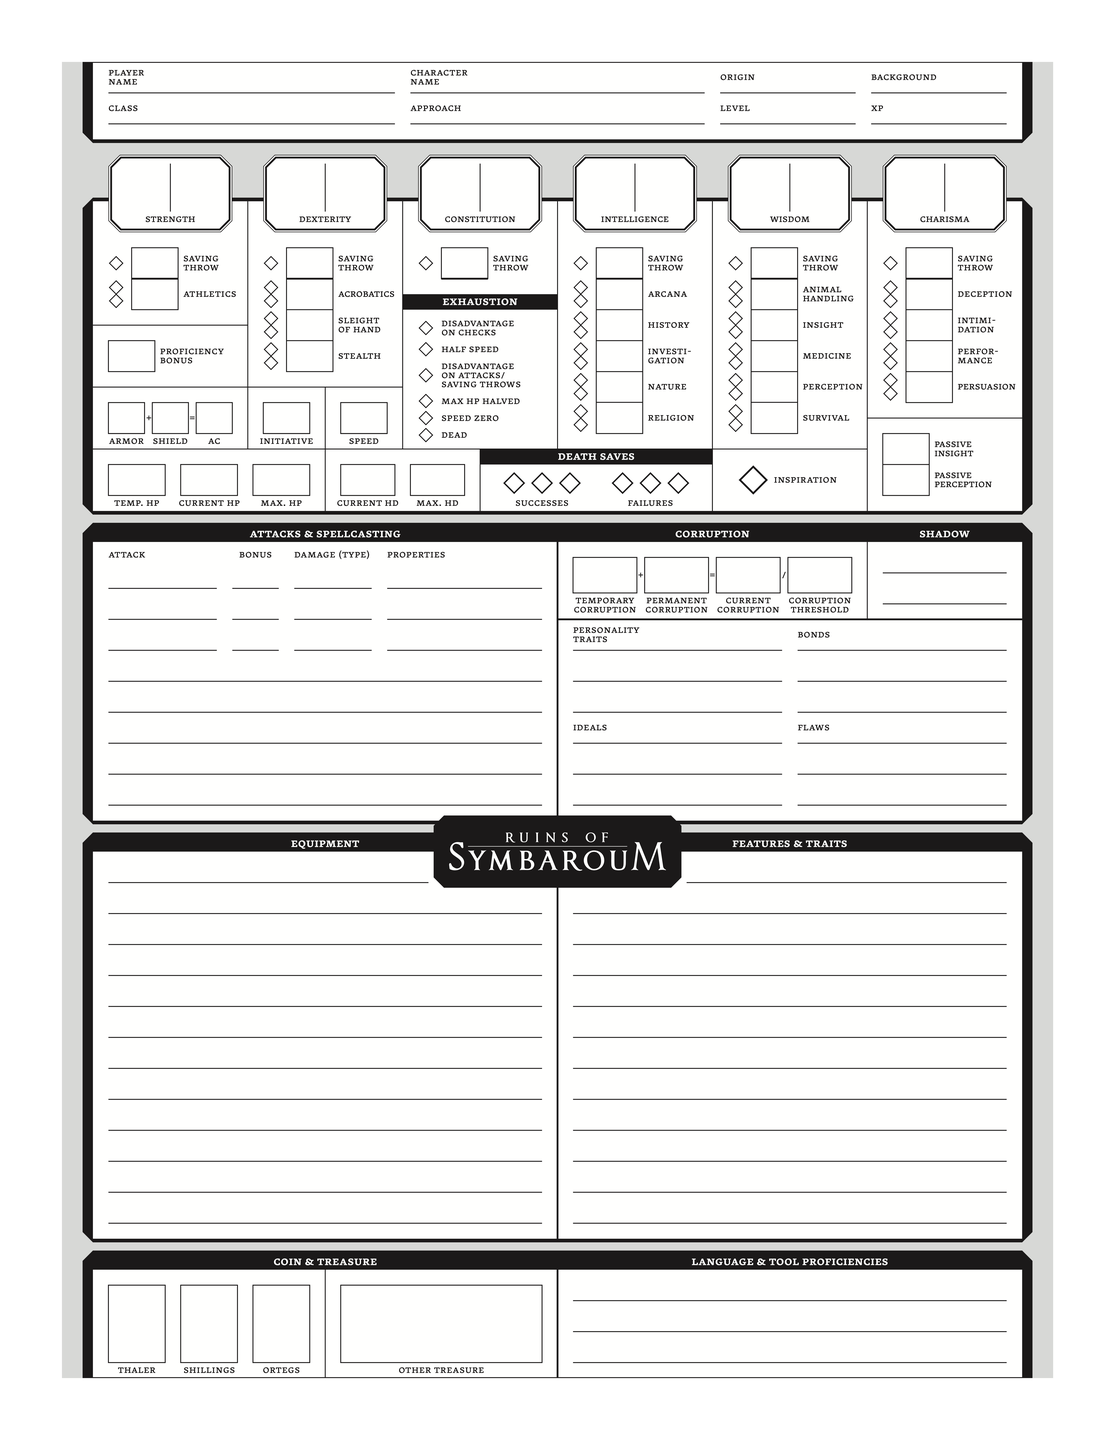 PLAYER NAME
CHARACTER NAME
ORIGIN
BACKGROUND
CLASS
APPROACH
LEVEL
XP
STRENGTH
DEXTERITY
CONSTITUTION
INTELLIGENCE
WISDOM
CHARISMA
SAVING THROW
ATHLETICS
PROFICIENCY BONUS
ARMOR + SHIELD = AC
SAVING THROW
ACROBATICS
SLEIGHT OF HAND
STEALTH
INITIATIVE
SPEED
SAVING THROW
EXHAUSTION
DISADVANTAGE ON CHECKS
HALF SPEED
DISADVANTAGE ON ATTACKS/ SAVING THROWS
MAX HP HALVED
SPEED ZERO
DEAD
SAVING THROW
ARCANA
HISTORY
INVESTI-GATION
NATURE
RELIGION
SAVING THROW
ANIMAL HANDLING
INSIGHT
MEDICINE
PERCEPTION
SURVIVAL
SAVING THROW
DECEPTION
INTIMI-DATION
PERFOR-MANCE
PERSUASION
PASSIVE INSIGHT
PASSIVE PERCEPTION
TEMP. HP
CURRENT HP
MAX. HP
CURRENT HD
MAX. HD
DEATH SAVES
SUCCESSES
FAILURES
INSPIRATION
ATTACKS & SPELLCASTING
ATTACK
BONUS
DAMAGE (TYPE)
PROPERTIES
CORRUPTION
SHADOW
TEMPORARY CORRUPTION + PERMANENT CORRUPTION = CURRENT CORRUPTION / CORRUPTION THRESHOLD
PERSONALITY TRAITS
BONDS
IDEALS
FLAWS
RUINS OF
SYMBAROUM
EQUIPMENT
FEATURES & TRAITS
COIN & TREASURE
LANGUAGE & TOOL PROFICIENCIES
THALER
SHILLINGS
ORTEGS
OTHER TREASURE